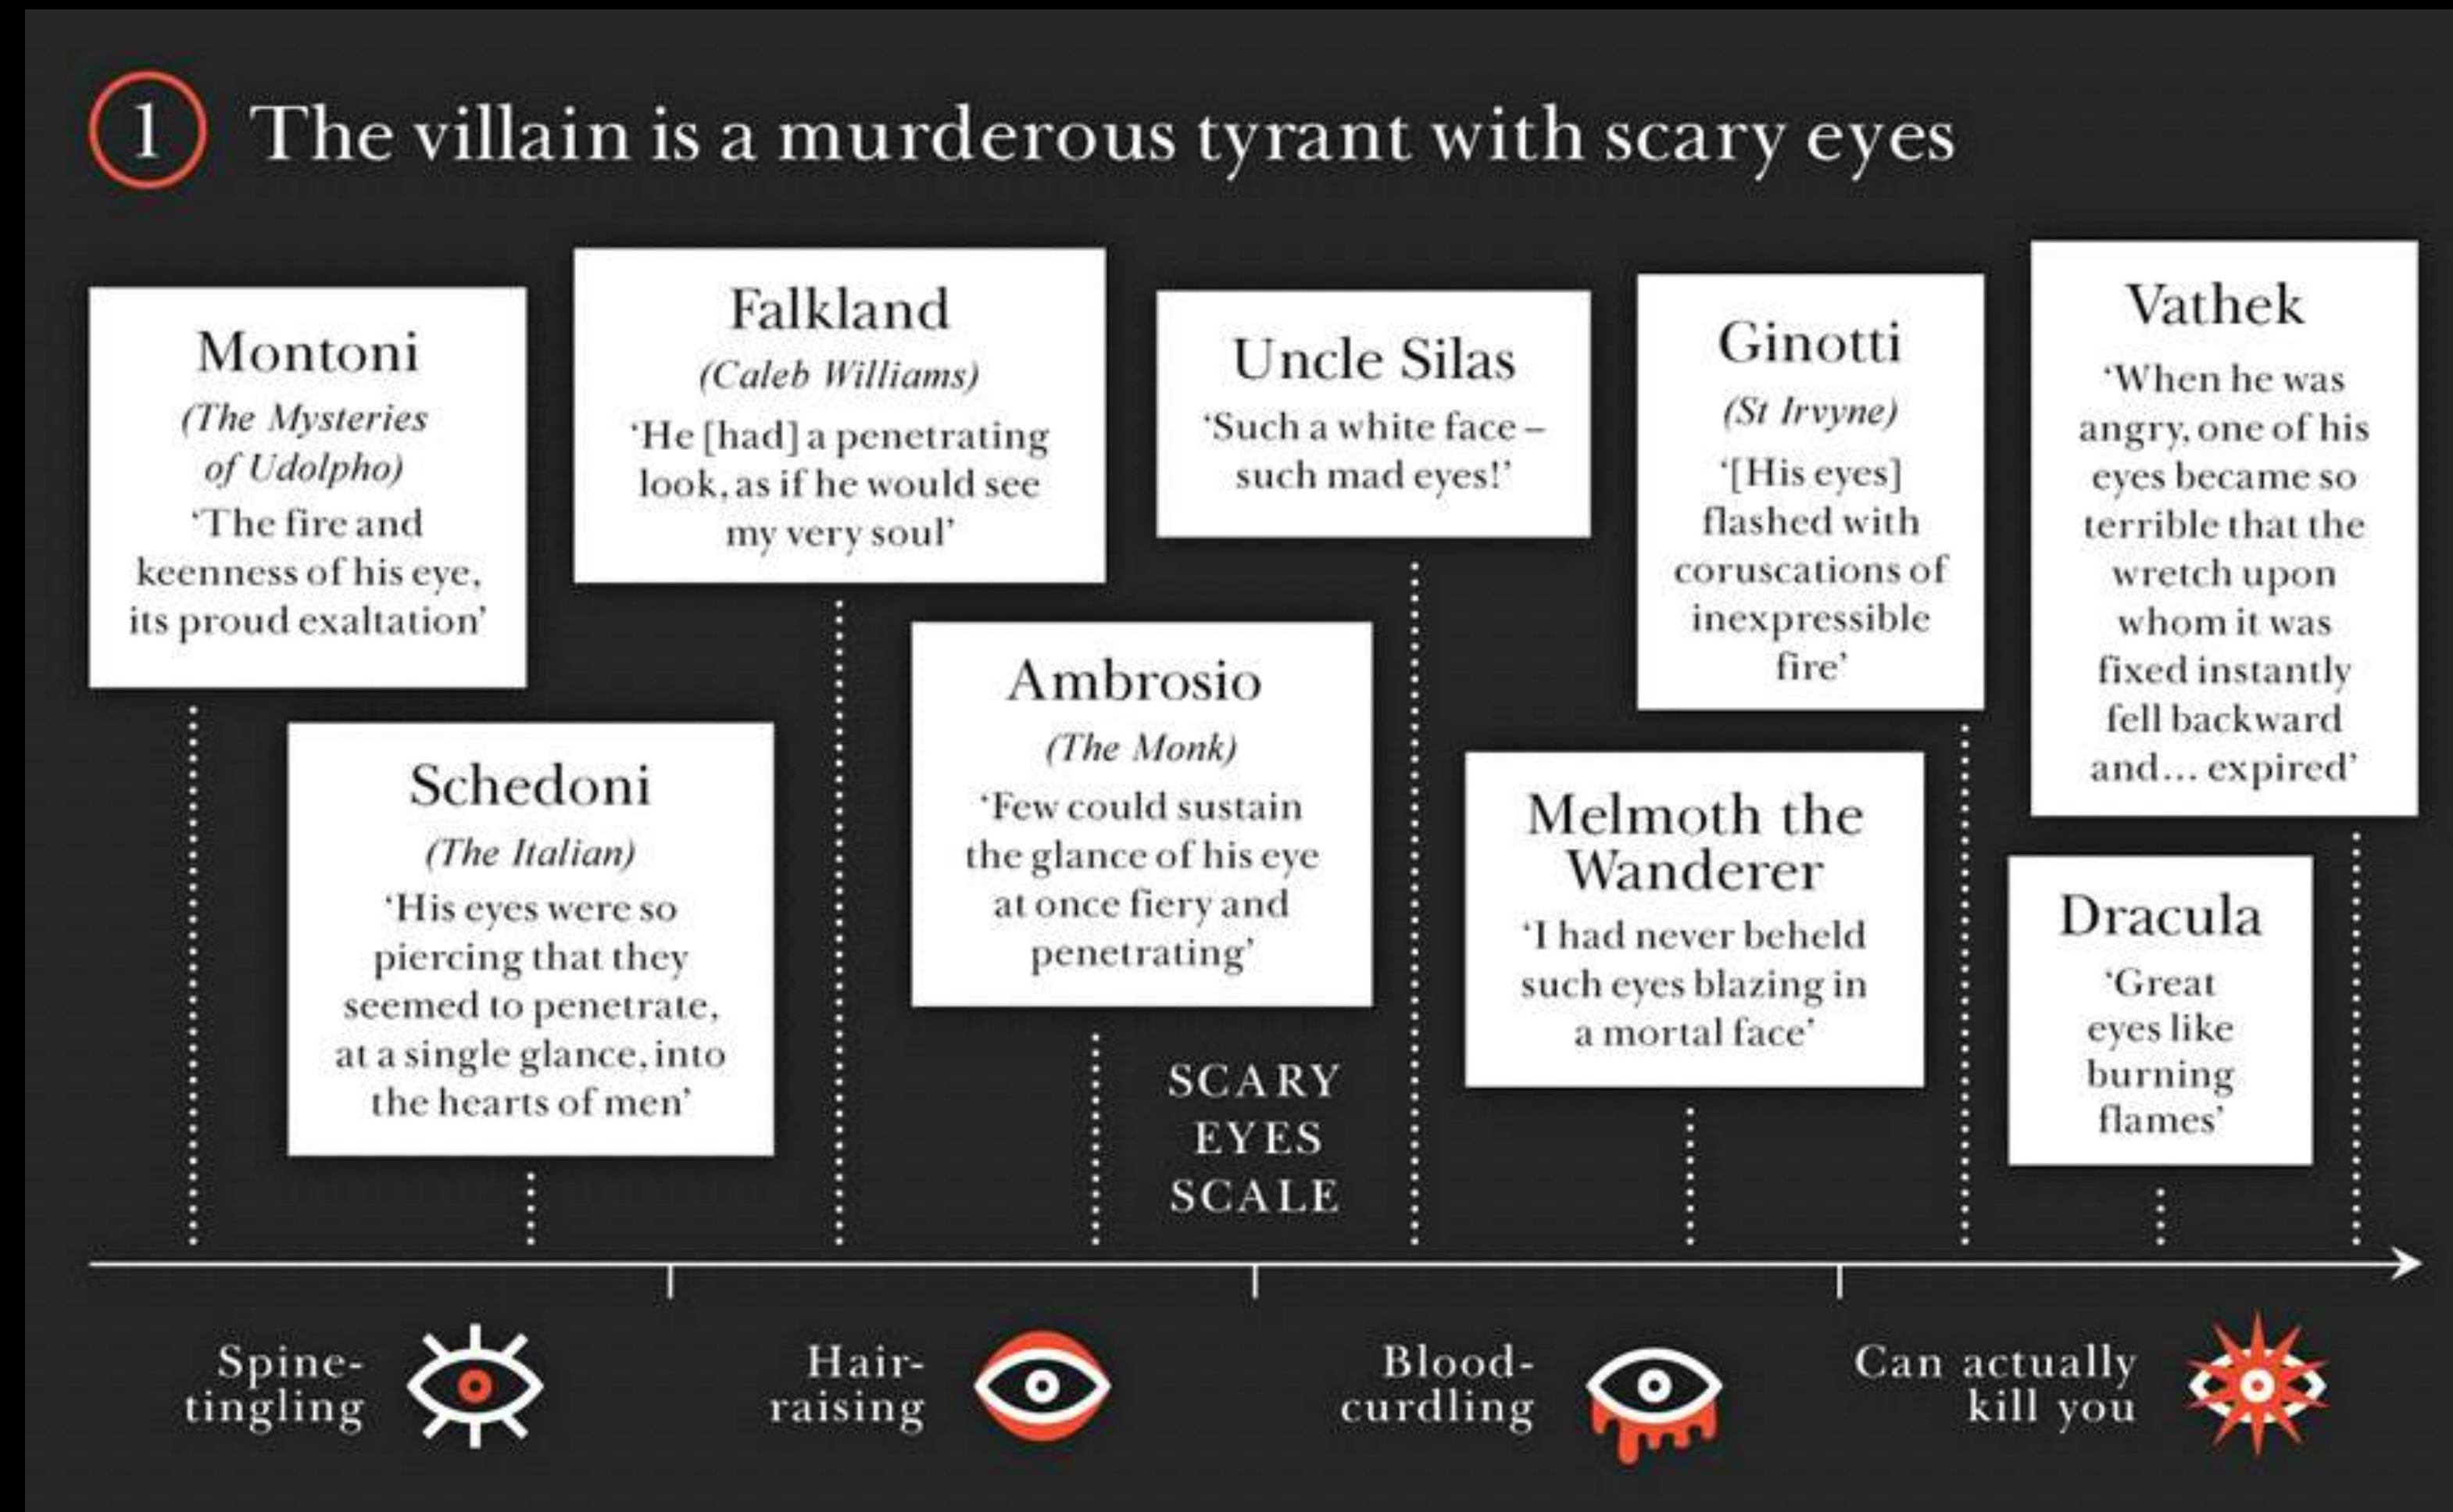 1 The villain is a murderous tyrant with scary eyes
Montoni
(The Mysteries
of Udolpho)
‘The fire and
keenness of his eye,
its proud exaltation’
Schedoni
(The Italian)
‘His eyes were so
piercing that they
seemed to penetrate,
at a single glance, into
the hearts of men’
Falkland
(Caleb Williams)
‘He [had] a penetrating
look, as if he would see
my very soul’
Ambrosio
(The Monk)
‘Few could sustain
the glance of his eye
at once fiery and
penetrating’
Uncle Silas
‘Such a white face –
such mad eyes!’
Melmoth the
Wanderer
‘I had never beheld
such eyes blazing in
a mortal face’
Ginotti
(St Irvyne)
‘[His eyes]
flashed with
coruscations of
inexpressible
fire’
Dracula
‘Great
eyes like
burning
flames’
Vathek
‘When he was
angry, one of his
eyes became so
terrible that the
wretch upon
whom it was
fixed instantly
fell backward
and... expired’
SCARY
EYES
SCALE
Spine-
tingling
Hair-
raising
Blood-
curdling
Can actually
kill you